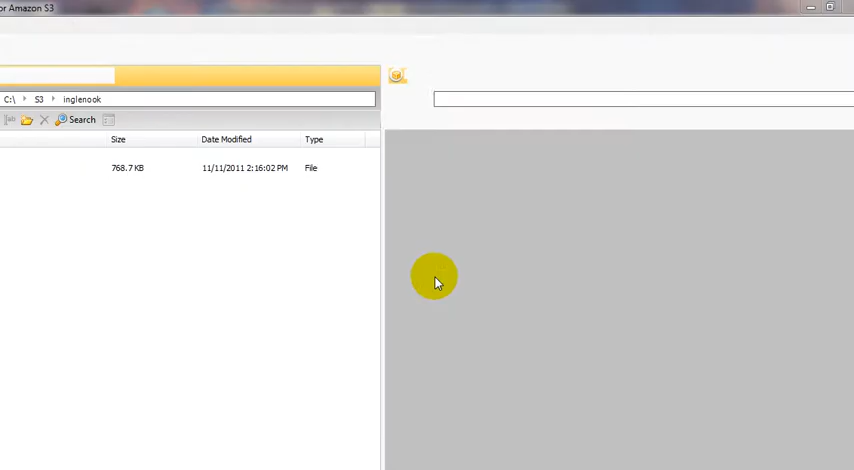 or Amazon S3
C:\ S3 inglenook
Search
Size Date Modified Type
768.7 KB 11/11/2011 2:16:02 PM File